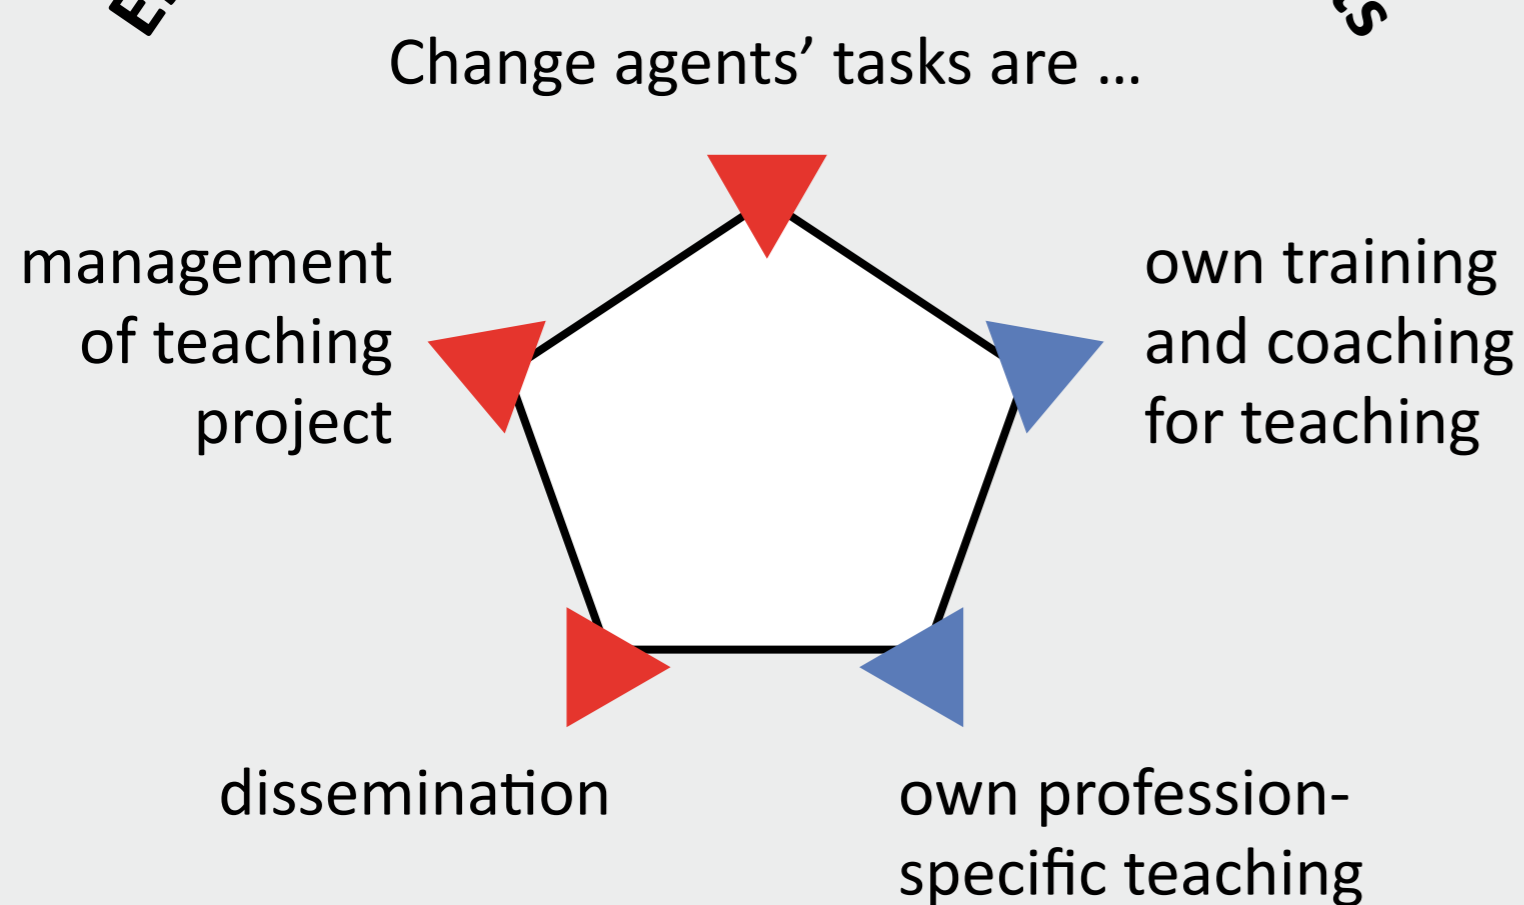 Change agents’ tasks are ...
management
of teaching
project
own training
and coaching
for teaching
dissemination
own profession-
specific teaching